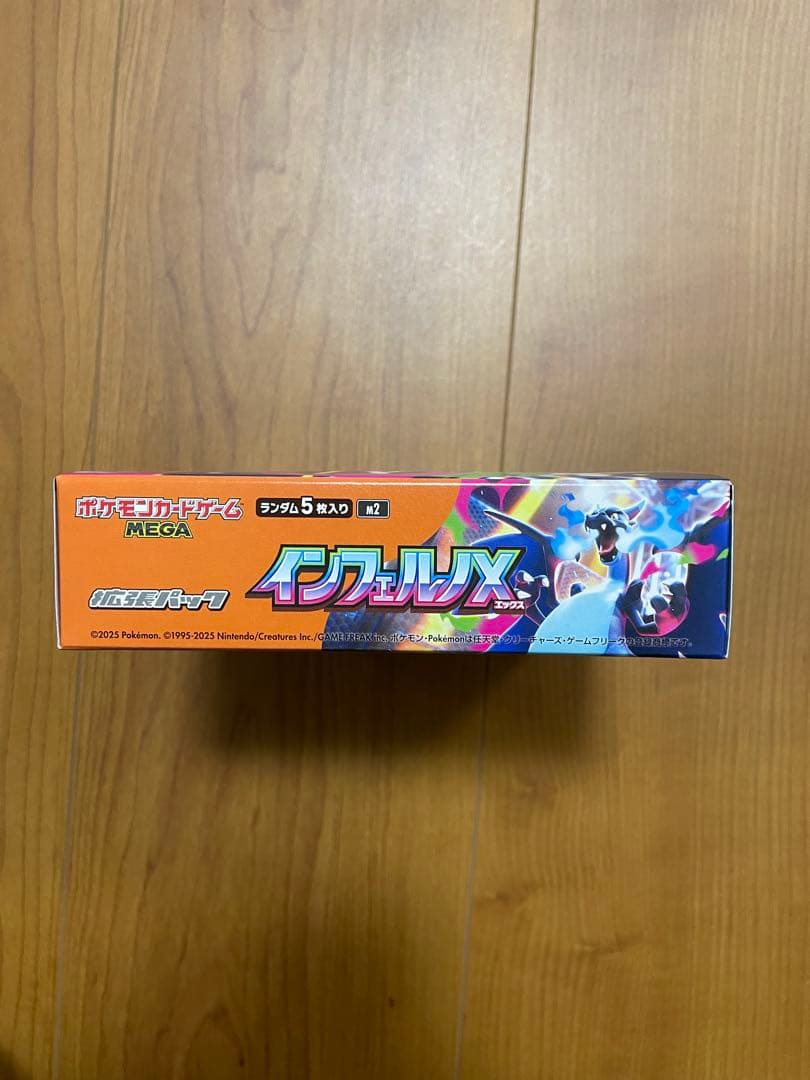 ポケモンカードゲーム
MEGA
ランダム5枚入り
M2
拡張パック
インフェルノX
エックス
©2025 Pokémon. ©1995-2025 Nintendo/Creatures Inc./GAME FREAK inc. ポケモン・Pokémonは任天堂・クリーチャーズ・ゲームフリークの登録商標です。